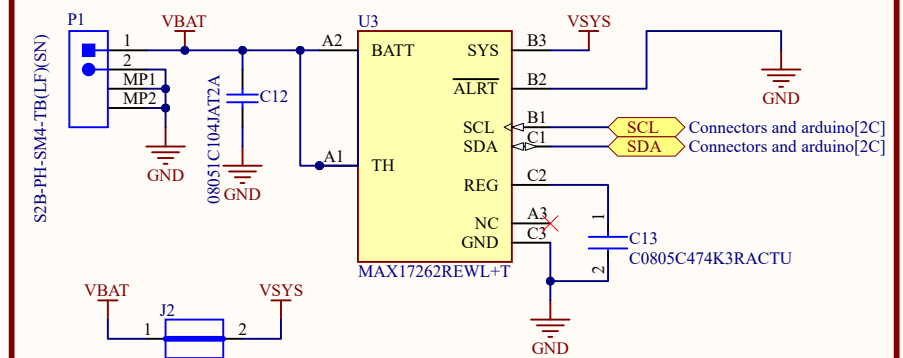 P1
VBAT
U3
VSYS
1
A2
BATT
SYS
B3
2
MP1
ALRT
B2
MP2
C12
GND
SCL
B1
SCL
Connectors and arduino[2C]
SDA
C1
SDA
Connectors and arduino[2C]
S2B-PH-SM4-TB(LF)(SN)
GND
08051C104JAT2A
GND
A1
TH
REG
C2
NC
A3
1
GND
C3
C13
C0805C474K3RACTU
2
MAX17262REWL+T
VBAT
VSYS
J2
1
2
GND